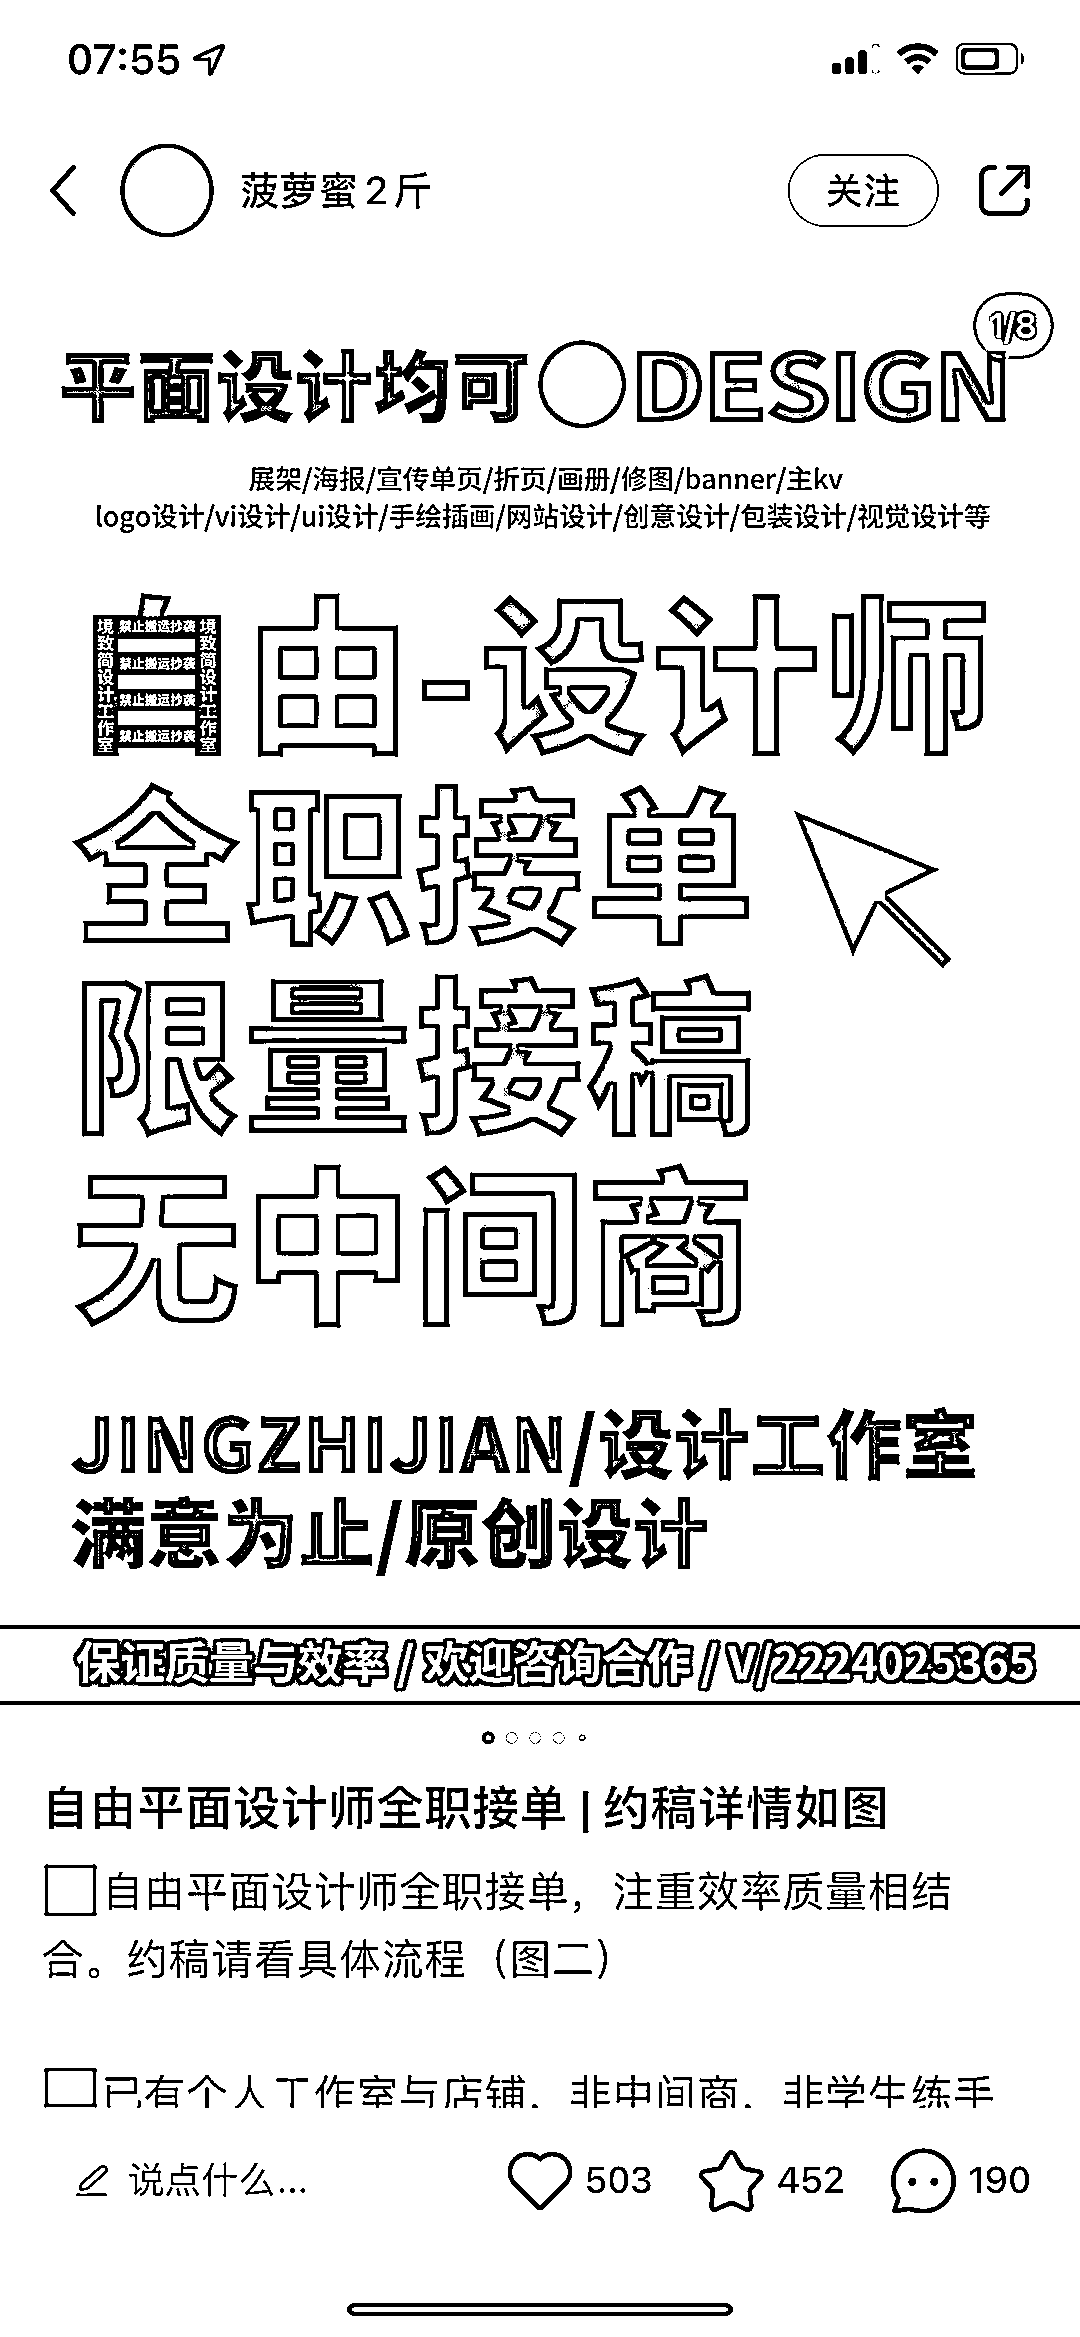 07:55
菠萝蜜2斤
关注
1/8
平面设计均可 DESIGN
展架/海报/宣传单页/折页/画册/修图/banner/主kv
logo设计/vi设计/ui设计/手绘插画/网站设计/创意设计/包装设计/视觉设计等
自由-设计师
境致简设计工作室
禁止搬运抄袭
禁止搬运抄袭
禁止搬运抄袭
禁止搬运抄袭
境致简设计工作室
全职接单
限量接稿
无中间商
JINGZHIJIAN/设计工作室
满意为止/原创设计
保证质量与效率 / 欢迎咨询合作 / V/2224025365
自由平面设计师全职接单 | 约稿详情如图
自由平面设计师全职接单，注重效率质量相结
合。约稿请看具体流程（图二）
已有个人工作室与店铺，非中间商，非学生练手
说点什么...
503
452
190